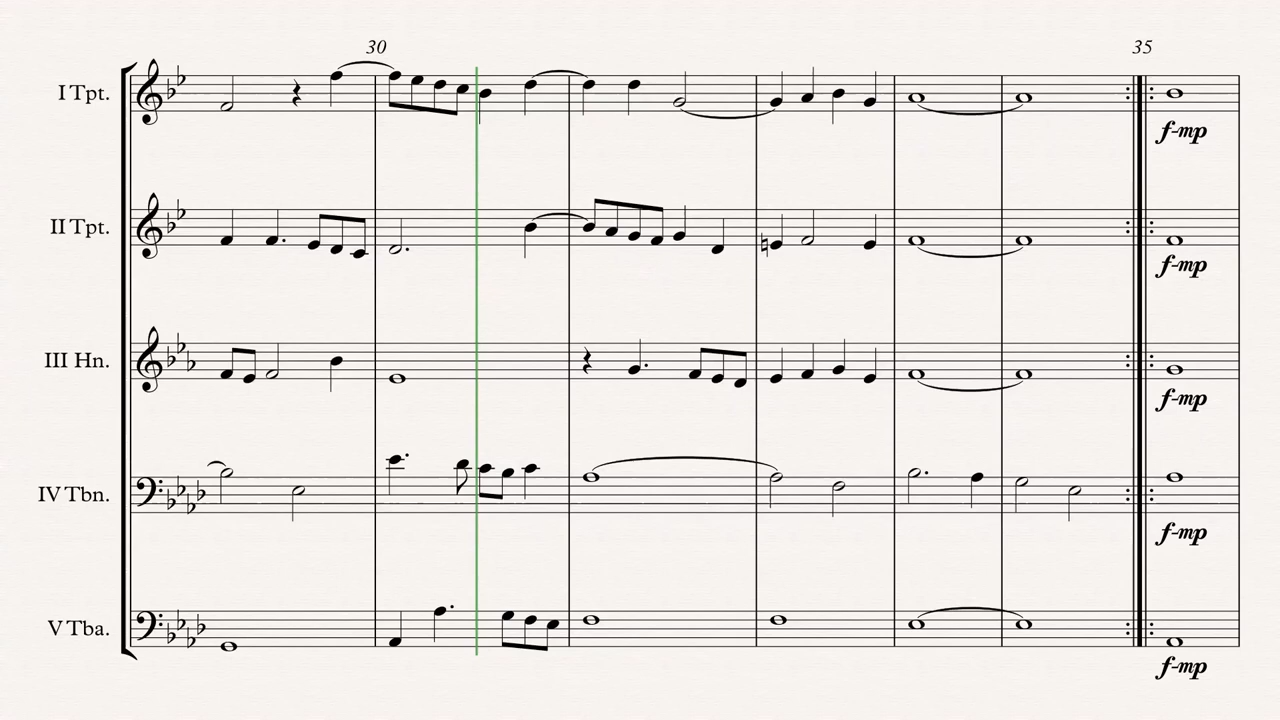 30 35
I Tpt.
f-mp
II Tpt.
f-mp
III Hn.
f-mp
IV Tbn.
f-mp
V Tba.
f-mp